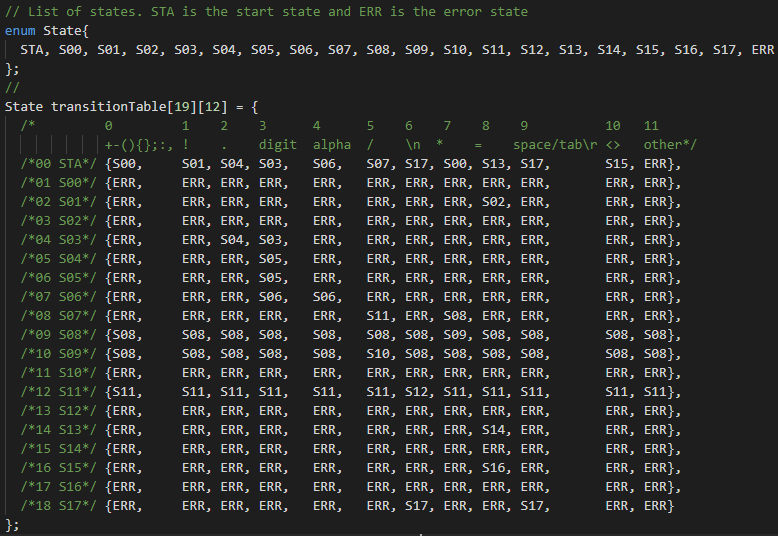 // List of states. STA is the start state and ERR is the error state
enum State{
  STA, S00, S01, S02, S03, S04, S05, S06, S07, S08, S09, S10, S11, S12, S13, S14, S15, S16, S17, ERR
};
//
State transitionTable[19][12] = {
  /*         0         1    2    3      4      5    6    7    8    9           10   11
             +-(){};:, !    .    digit  alpha  /    \n   *    =    space/tab\r <>   other*/
  /*00 STA*/ {S00,     S01, S04, S03,   S06,   S07, S17, S00, S13, S17,        S15, ERR},
  /*01 S00*/ {ERR,     ERR, ERR, ERR,   ERR,   ERR, ERR, ERR, ERR, ERR,        ERR, ERR},
  /*02 S01*/ {ERR,     ERR, ERR, ERR,   ERR,   ERR, ERR, ERR, S02, ERR,        ERR, ERR},
  /*03 S02*/ {ERR,     ERR, ERR, ERR,   ERR,   ERR, ERR, ERR, ERR, ERR,        ERR, ERR},
  /*04 S03*/ {ERR,     ERR, S04, S03,   ERR,   ERR, ERR, ERR, ERR, ERR,        ERR, ERR},
  /*05 S04*/ {ERR,     ERR, ERR, S05,   ERR,   ERR, ERR, ERR, ERR, ERR,        ERR, ERR},
  /*06 S05*/ {ERR,     ERR, ERR, S05,   ERR,   ERR, ERR, ERR, ERR, ERR,        ERR, ERR},
  /*07 S06*/ {ERR,     ERR, ERR, S06,   S06,   ERR, ERR, ERR, ERR, ERR,        ERR, ERR},
  /*08 S07*/ {ERR,     ERR, ERR, ERR,   ERR,   S11, ERR, S08, ERR, ERR,        ERR, ERR},
  /*09 S08*/ {S08,     S08, S08, S08,   S08,   S08, S08, S09, S08, S08,        S08, S08},
  /*10 S09*/ {S08,     S08, S08, S08,   S08,   S10, S08, S08, S08, S08,        S08, S08},
  /*11 S10*/ {ERR,     ERR, ERR, ERR,   ERR,   ERR, ERR, ERR, ERR, ERR,        ERR, ERR},
  /*12 S11*/ {S11,     S11, S11, S11,   S11,   S11, S12, S11, S11, S11,        S11, S11},
  /*13 S12*/ {ERR,     ERR, ERR, ERR,   ERR,   ERR, ERR, ERR, ERR, ERR,        ERR, ERR},
  /*14 S13*/ {ERR,     ERR, ERR, ERR,   ERR,   ERR, ERR, ERR, S14, ERR,        ERR, ERR},
  /*15 S14*/ {ERR,     ERR, ERR, ERR,   ERR,   ERR, ERR, ERR, ERR, ERR,        ERR, ERR},
  /*16 S15*/ {ERR,     ERR, ERR, ERR,   ERR,   ERR, ERR, ERR, S16, ERR,        ERR, ERR},
  /*17 S16*/ {ERR,     ERR, ERR, ERR,   ERR,   ERR, ERR, ERR, ERR, ERR,        ERR, ERR},
  /*18 S17*/ {ERR,     ERR, ERR, ERR,   ERR,   ERR, S17, ERR, ERR, S17,        ERR, ERR}
};